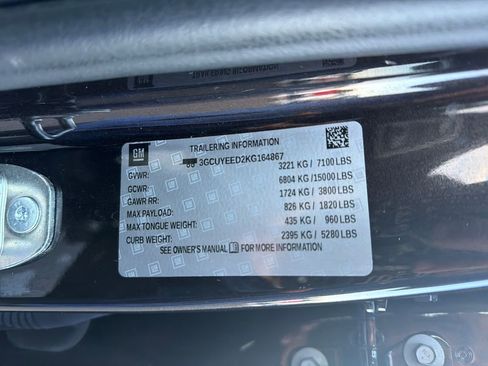 GM
TRAILERING INFORMATION
3GCUYEED2KG164867
GVWR: 3221 KG / 7100 LBS
GCWR: 6804 KG / 15000 LBS
GAWR RR: 1724 KG / 3800 LBS
MAX PAYLOAD: 826 KG / 1820 LBS
MAX TONGUE WEIGHT: 435 KG / 960 LBS
CURB WEIGHT: 2395 KG / 5280 LBS
SEE OWNER'S MANUAL FOR MORE INFORMATION